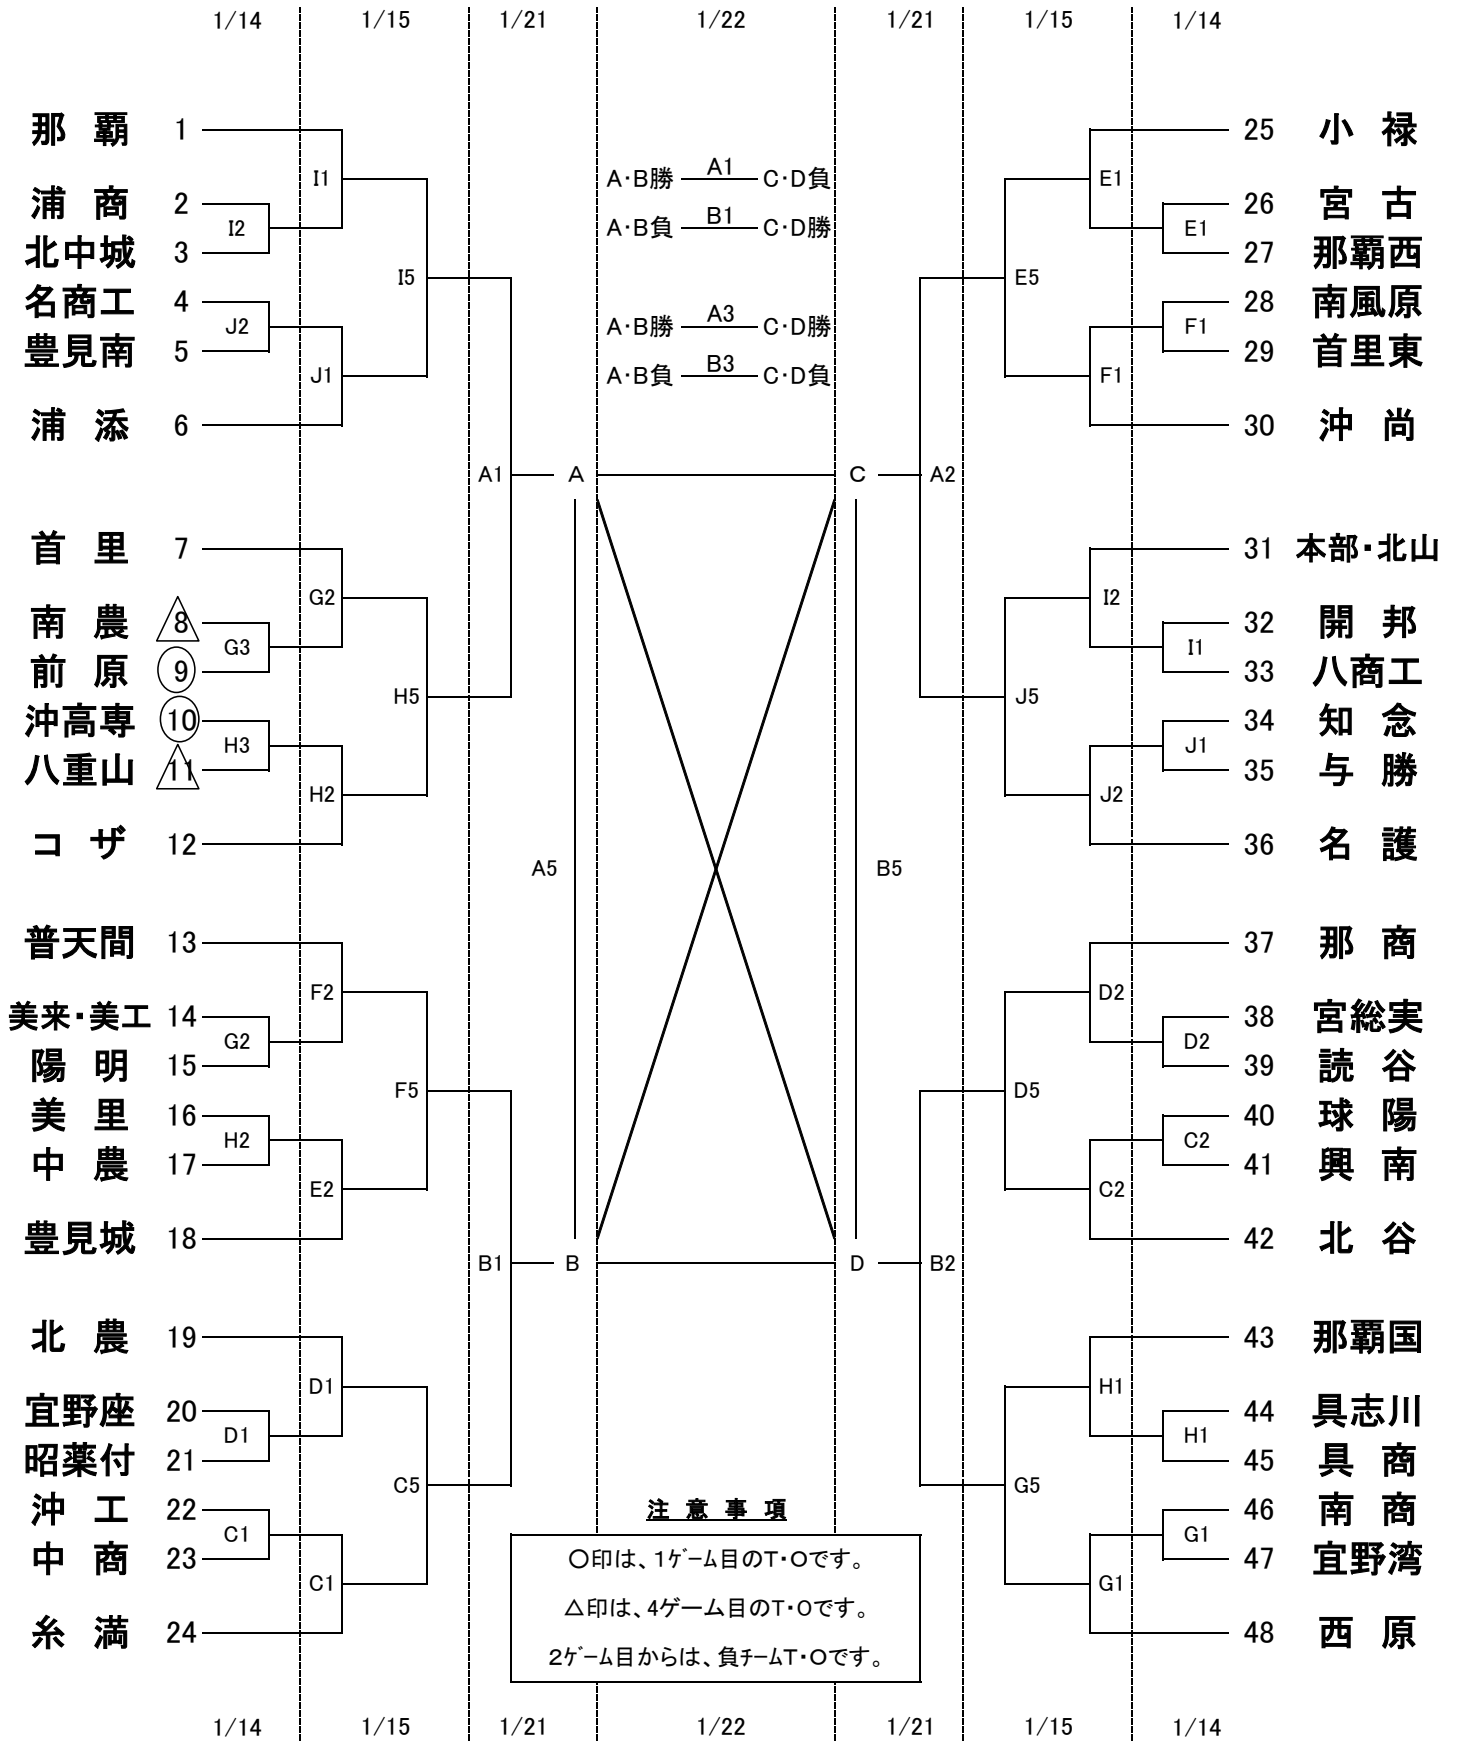 1/14 1/15 1/21 1/22 1/21 1/15 1/14
那 覇 1 25 小 禄
I1 A・B勝 A1 C・D負 E1
浦 商 2 26 宮 古
I2 A・B負 B1 C・D勝 E1
北中城 3 27 那覇西
I5 E5
名商工 4 28 南風原
J2 A・B勝 A3 C・D勝 F1
豊見南 5 29 首里東
J1 A・B負 B3 C・D負 F1
浦 添 6 30 沖 尚
A1 A C A2
首 里 7 31 本部・北山
G2 I2
南 農 8 32 開 邦
G3 I1
前 原 9 33 八商工
H5 J5
沖高専 10 34 知 念
H3 J1
八重山 11 35 与 勝
H2 J2
コ ザ 12 36 名 護
A5 B5
普天間 13 37 那 商
F2 D2
美来・美工 14 38 宮総実
G2 D2
陽 明 15 39 読 谷
F5 D5
美 里 16 40 球 陽
H2 C2
中 農 17 41 興 南
E2 C2
豊見城 18 42 北 谷
B1 B D B2
北 農 19 43 那覇国
D1 H1
宜野座 20 44 具志川
D1 H1
昭薬付 21 45 具 商
C5 G5
沖 工 22 注 意 事 項 46 南 商
C1 G1
中 商 23 ○印は、1ｹﾞｰﾑ目のT・Oです。 47 宜野湾
C1 G1
△印は、4ゲーム目のT・Oです。
糸 満 24 48 西 原
2ｹﾞｰﾑ目からは、負ﾁｰﾑT・Oです。
1/14 1/15 1/21 1/22 1/21 1/15 1/14